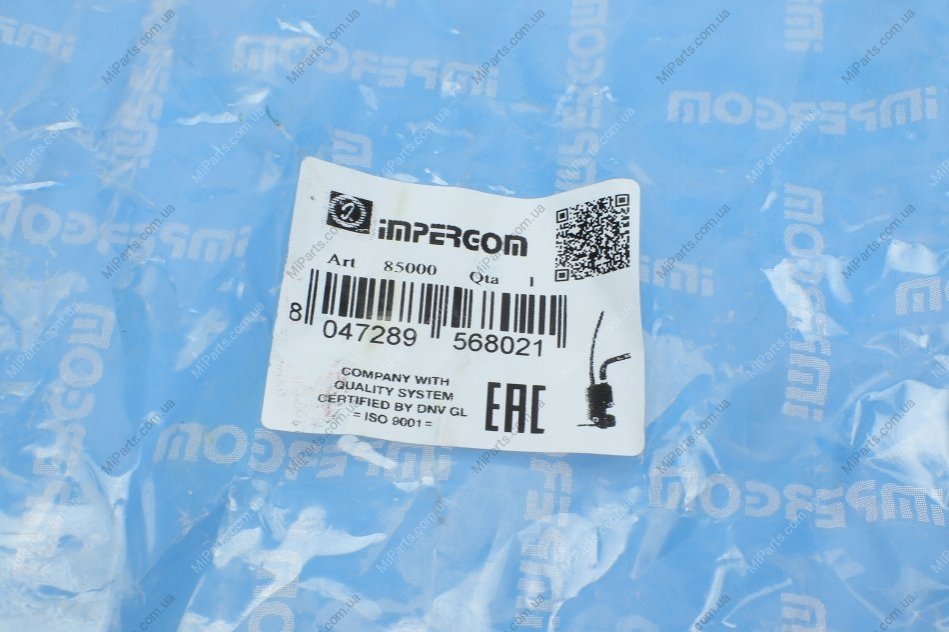 iMPERGOM
Art 85000 Qta 1
8 047289 568021
COMPANY WITH
QUALITY SYSTEM
CERTIFIED BY DNV GL
= ISO 9001 =
EAC
MiParts.com.ua